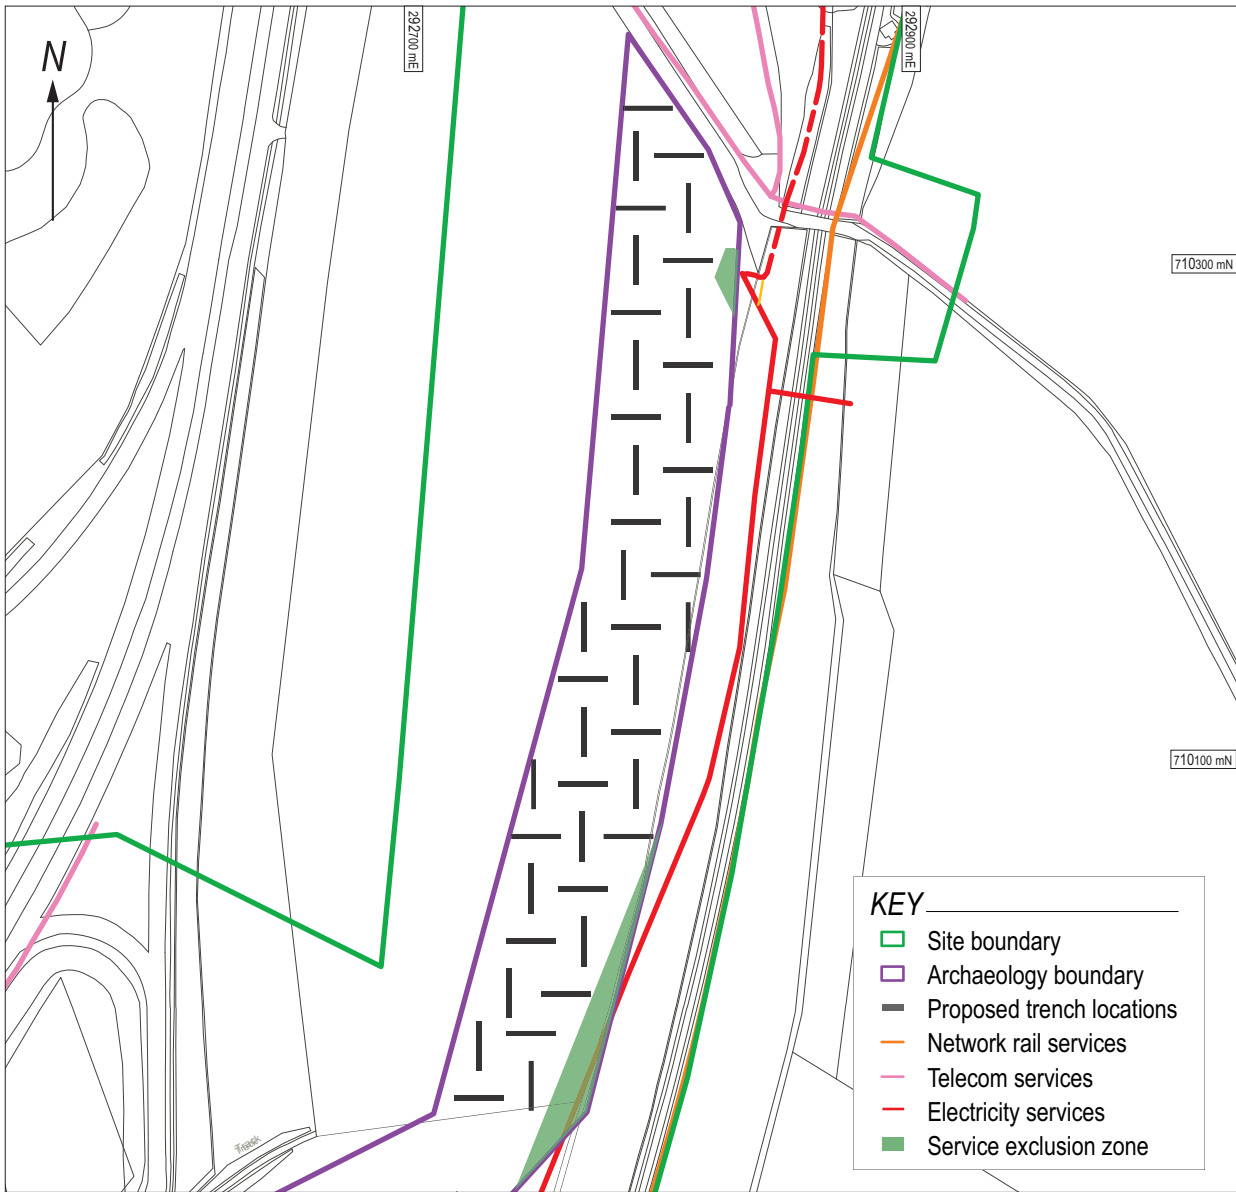 N
292700 mE
292900 mE
710300 mN
710100 mN
Track
KEY
Site boundary
Archaeology boundary
Proposed trench locations
Network rail services
Telecom services
Electricity services
Service exclusion zone